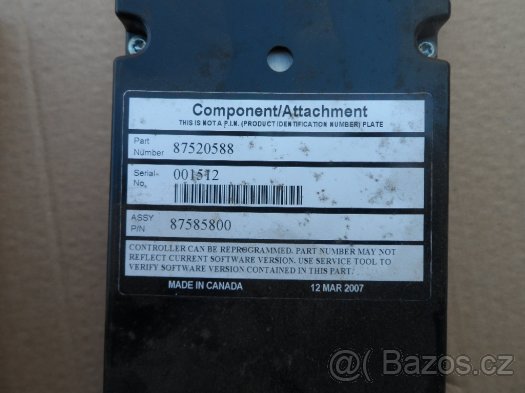 Component/Attachment
THIS IS NOT A P.I.N. (PRODUCT IDENTIFICATION NUMBER) PLATE
Part Number 87520588
Serial- No. 001512
ASSY P/N 87585800
CONTROLLER CAN BE REPROGRAMMED. PART NUMBER MAY NOT
REFLECT CURRENT SOFTWARE VERSION. USE SERVICE TOOL TO
VERIFY SOFTWARE VERSION CONTAINED IN THIS PART.
MADE IN CANADA 12 MAR 2007
Bazos.cz